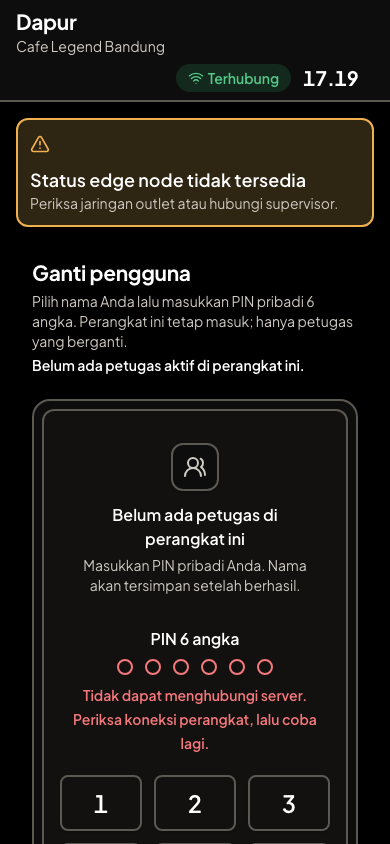 Dapur
Cafe Legend Bandung
Terhubung
17.19
Status edge node tidak tersedia
Periksa jaringan outlet atau hubungi supervisor.
Ganti pengguna
Pilih nama Anda lalu masukkan PIN pribadi 6
angka. Perangkat ini tetap masuk; hanya petugas
yang berganti.
Belum ada petugas aktif di perangkat ini.
Belum ada petugas di
perangkat ini
Masukkan PIN pribadi Anda. Nama
akan tersimpan setelah berhasil.
PIN 6 angka
Tidak dapat menghubungi server.
Periksa koneksi perangkat, lalu coba
lagi.
1
2
3